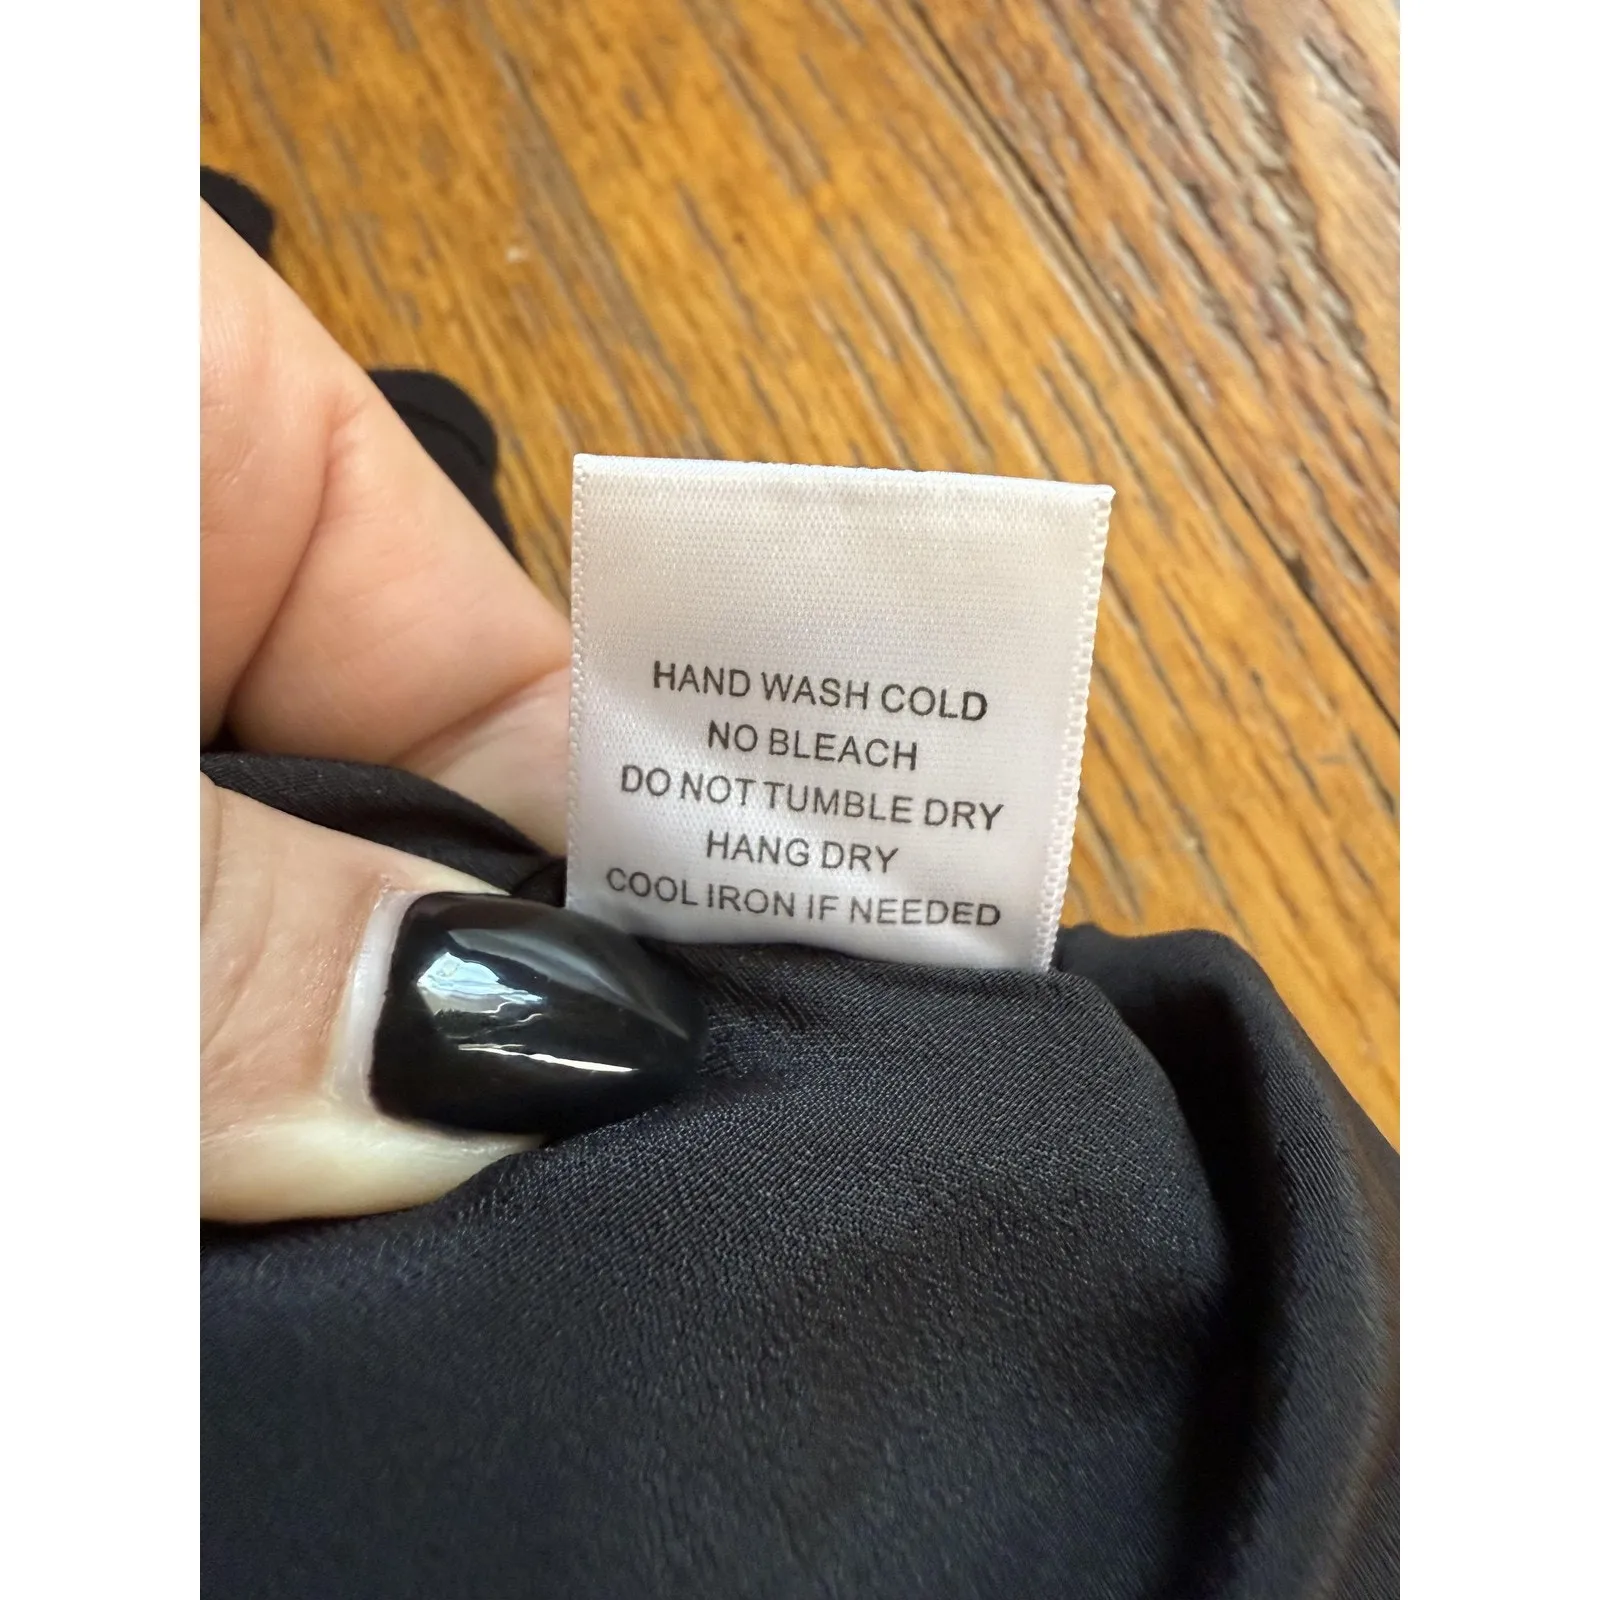 HAND WASH COLD
NO BLEACH
DO NOT TUMBLE DRY
HANG DRY
COOL IRON IF NEEDED